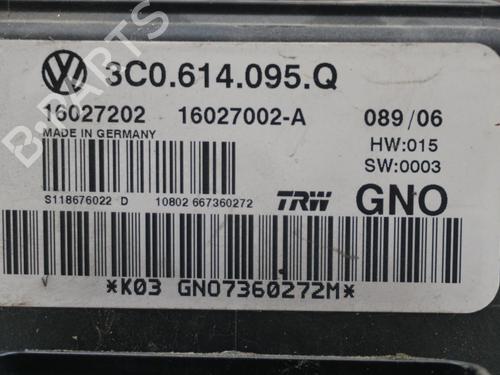 3C0.614.095.Q
16027202 16027002-A 089/06
MADE IN GERMANY HW:015
SW:0003
S118676022 D 10802 667360272 TRW GNO
*K03 GNO7360272M*